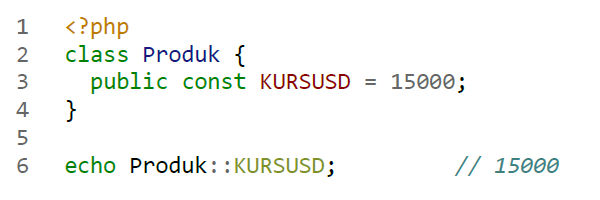 1 <?php
2 class Produk {
3   public const KURSUSD = 15000;
4 }
5
6 echo Produk::KURSUSD;         // 15000